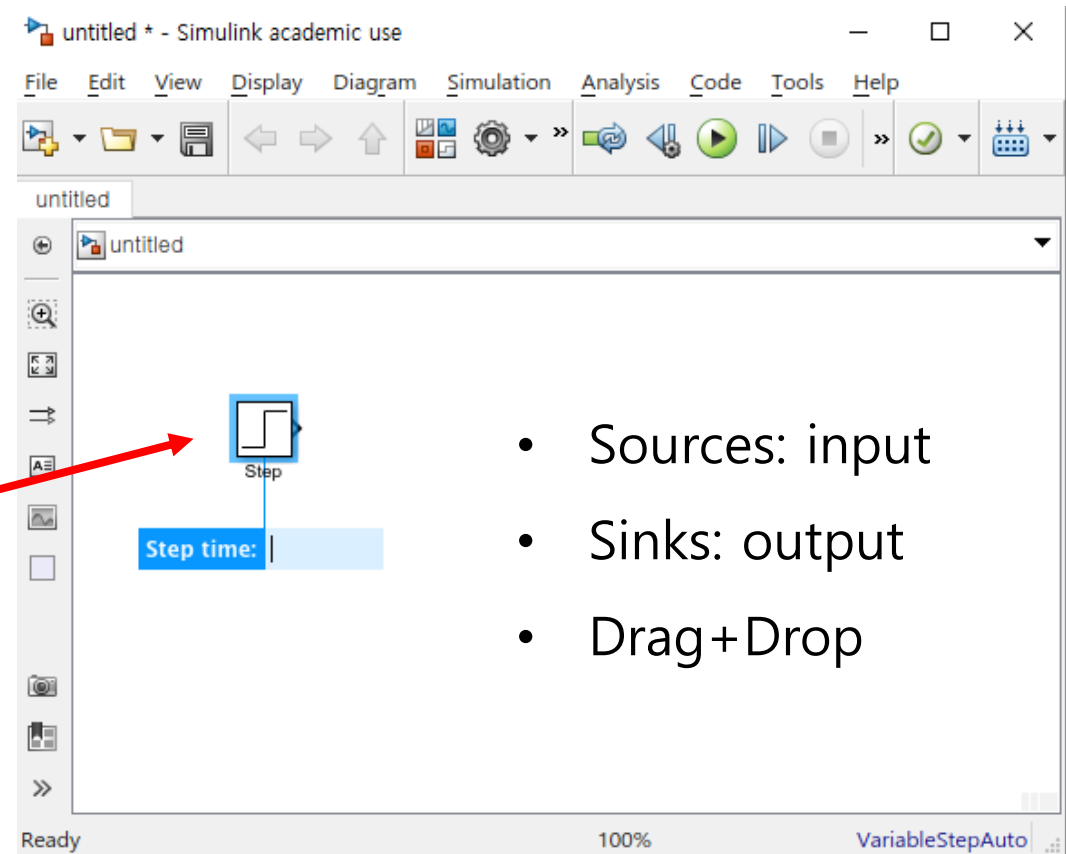 untitled * - Simulink academic use
File Edit View Display Diagram Simulation Analysis Code Tools Help
untitled
untitled
Step
Step time:
• Sources: input
• Sinks: output
• Drag+Drop
Ready 100% VariableStepAuto